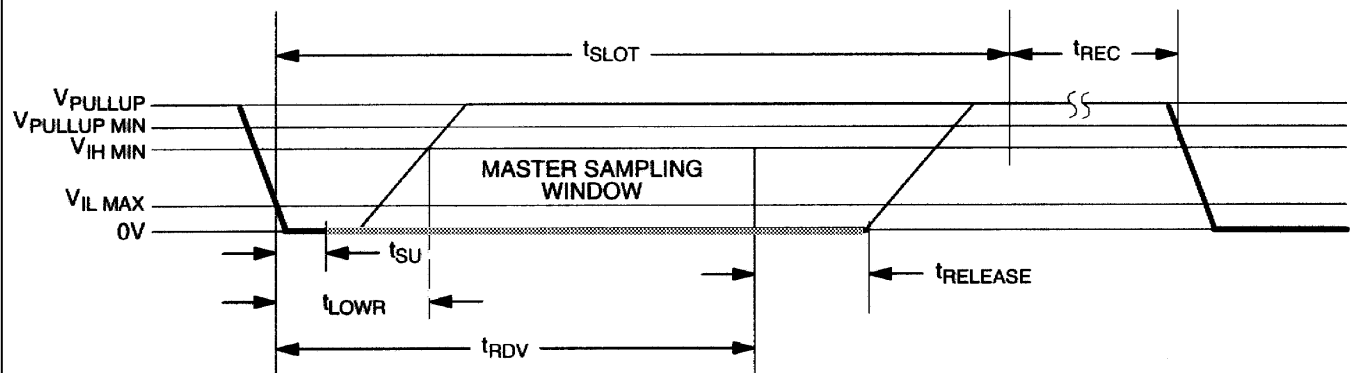 tSLOT
tREC
VPULLUP
VPULLUP MIN
VIH MIN
MASTER SAMPLING
WINDOW
VIL MAX
0V
tSU
tRELEASE
tLOWR
tRDV